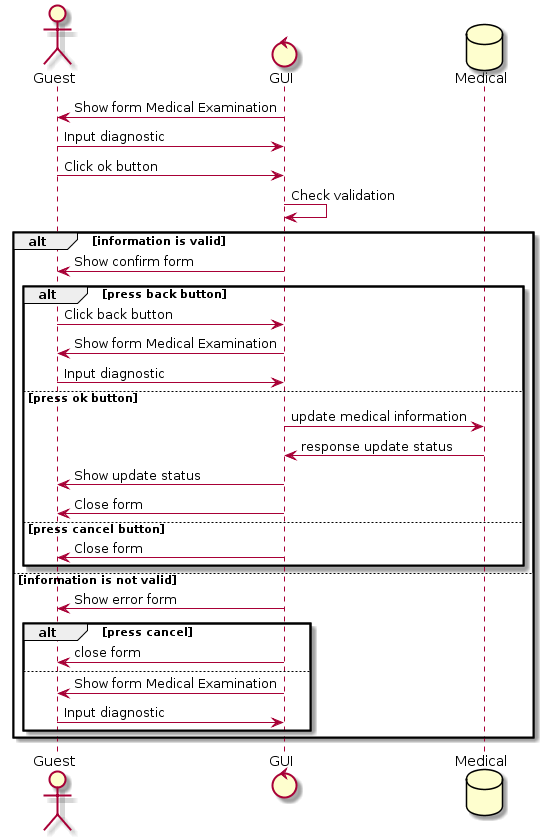 Guest GUI Medical
Show form Medical Examination
Input diagnostic
Click ok button
Check validation
alt [information is valid]
Show confirm form
alt [press back button]
Click back button
Show form Medical Examination
Input diagnostic
[press ok button]
update medical information
response update status
Show update status
Close form
[press cancel button]
Close form
[information is not valid]
Show error form
alt [press cancel]
close form
Show form Medical Examination
Input diagnostic
Guest GUI Medical